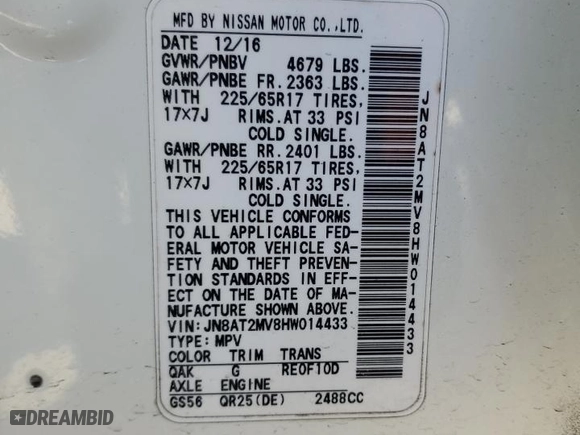 MFD BY NISSAN MOTOR CO.,LTD.
DATE 12/16
GVWR/PNBV 4679 LBS.
GAWR/PNBE FR. 2363 LBS.
WITH 225/65R17 TIRES,
17×7J RIMS.AT 33 PSI
COLD SINGLE.
GAWR/PNBE RR. 2401 LBS.
WITH 225/65R17 TIRES,
17×7J RIMS.AT 33 PSI
COLD SINGLE.
THIS VEHICLE CONFORMS
TO ALL APPLICABLE FED-
ERAL MOTOR VEHICLE SA-
FETY AND THEFT PREVEN-
TION STANDARDS IN EFF-
ECT ON THE DATE OF MA-
NUFACTURE SHOWN ABOVE.
VIN:JN8AT2MV8HW014433
TYPE:MPV
COLOR TRIM TRANS
QAK G RE0F10D
AXLE ENGINE
GS56 QR25(DE) 2488CC
JN8AT2MV8HW014433
DREAMBID